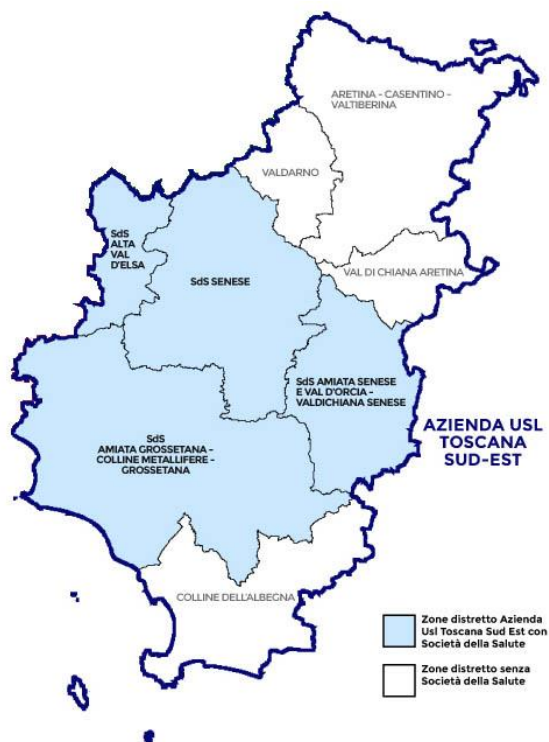 ARETINA - CASENTINO -
VALTIBERINA
VALDARNO
SdS
ALTA
VAL
D'ELSA
SdS SENESE
VAL DI CHIANA ARETINA
SdS AMIATA SENESE
E VAL D'ORCIA -
VALDICHIANA SENESE
AZIENDA USL
TOSCANA
SUD-EST
SdS
AMIATA GROSSETANA -
COLLINE METALLIFERE -
GROSSETANA
COLLINE DELL'ALBEGNA
Zone distretto Azienda
Usl Toscana Sud Est con
Società della Salute
Zone distretto senza
Società della Salute